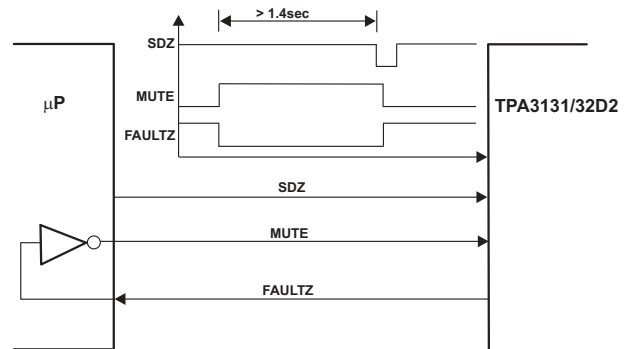 > 1.4sec
SDZ
MUTE
FAULTZ
μP
TPA3131/32D2
SDZ
MUTE
FAULTZ